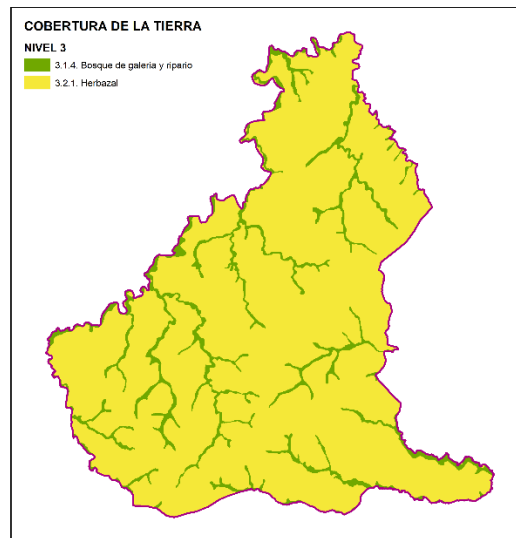 COBERTURA DE LA TIERRA
NIVEL 3
3.1.4. Bosque de galeria y ripario
3.2.1. Herbazal